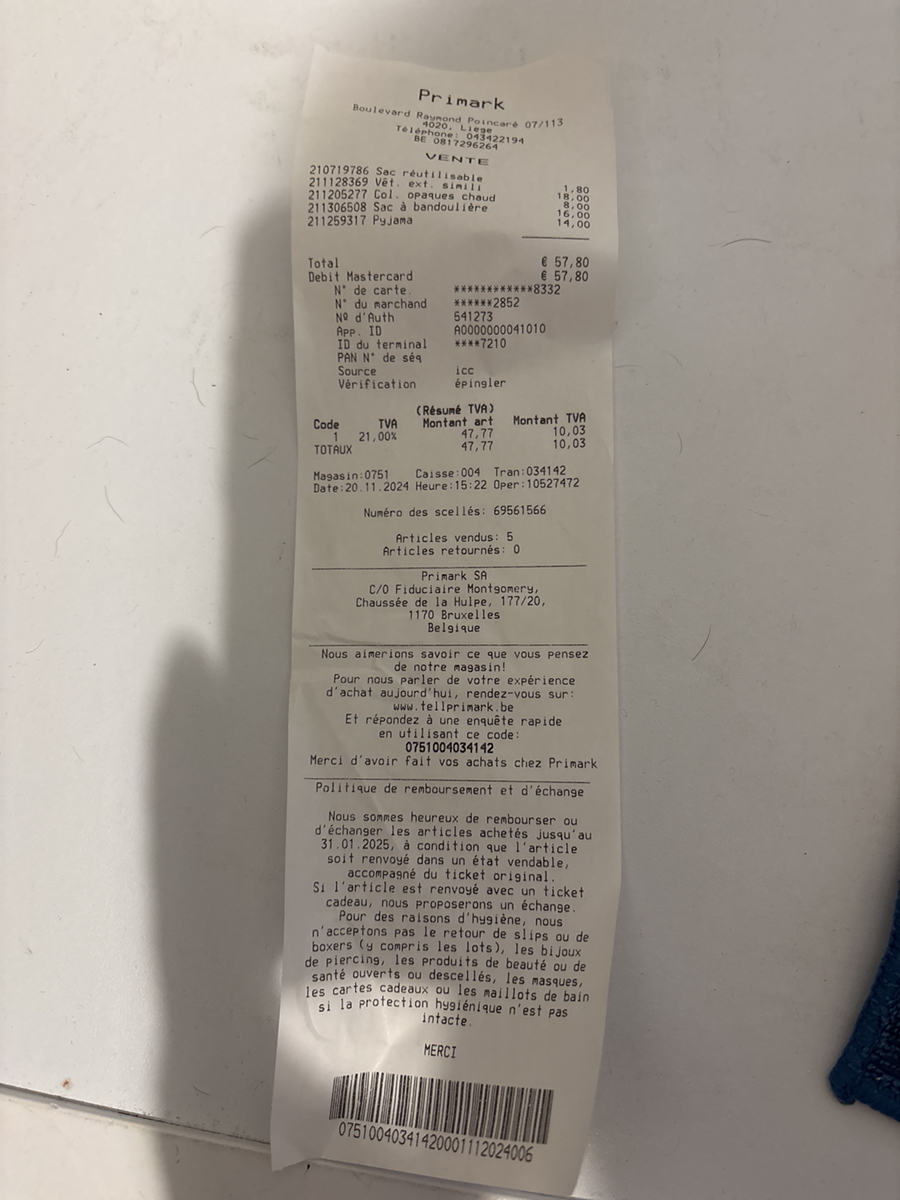 Primark
Boulevard Raymond Poincaré 07/113
4020, Liege
Téléphone: 043422194
BE 0817296264
VENTE
210719786 Sac réutilisable 1,80
211128369 Vêt. ext. simili 18,00
211205277 Col. opaques chaud 8,00
211306508 Sac à bandoulière 16,00
211259317 Pyjama 14,00
Total € 57,80
Debit Mastercard € 57,80
N° de carte. ************8332
N° du marchand ******2852
Nº d'Auth 541273
App. ID A0000000041010
ID du terminal ****7210
PAN N° de séq
Source icc
Vérification épingler
(Résumé TVA)
Code TVA Montant art Montant TVA
1 21,00% 47,77 10,03
TOTAUX 47,77 10,03
Magasin:0751 Caisse:004 Tran:034142
Date:20.11.2024 Heure:15:22 Oper:10527472
Numéro des scellés: 69561566
Articles vendus: 5
Articles retournés: 0
Primark SA
C/O Fiduciaire Montgomery,
Chaussée de la Hulpe, 177/20,
1170 Bruxelles
Belgique
Nous aimerions savoir ce que vous pensez
de notre magasin!
Pour nous parler de votre expérience
d'achat aujourd'hui, rendez-vous sur:
www.tellprimark.be
Et répondez à une enquête rapide
en utilisant ce code:
0751004034142
Merci d'avoir fait vos achats chez Primark
Politique de remboursement et d'échange
Nous sommes heureux de rembourser ou
d'échanger les articles achetés jusqu'au
31.01.2025, à condition que l'article
soit renvoyé dans un état vendable,
accompagné du ticket original.
Si l'article est renvoyé avec un ticket
cadeau, nous proposerons un échange.
Pour des raisons d'hygiène, nous
n'acceptons pas le retour de slips ou de
boxers (y compris les lots), les bijoux
de piercing, les produits de beauté ou de
santé ouverts ou descellés, les masques,
les cartes cadeaux ou les maillots de bain
si la protection hygiénique n'est pas
intacte.
MERCI
075100403414200011112024006